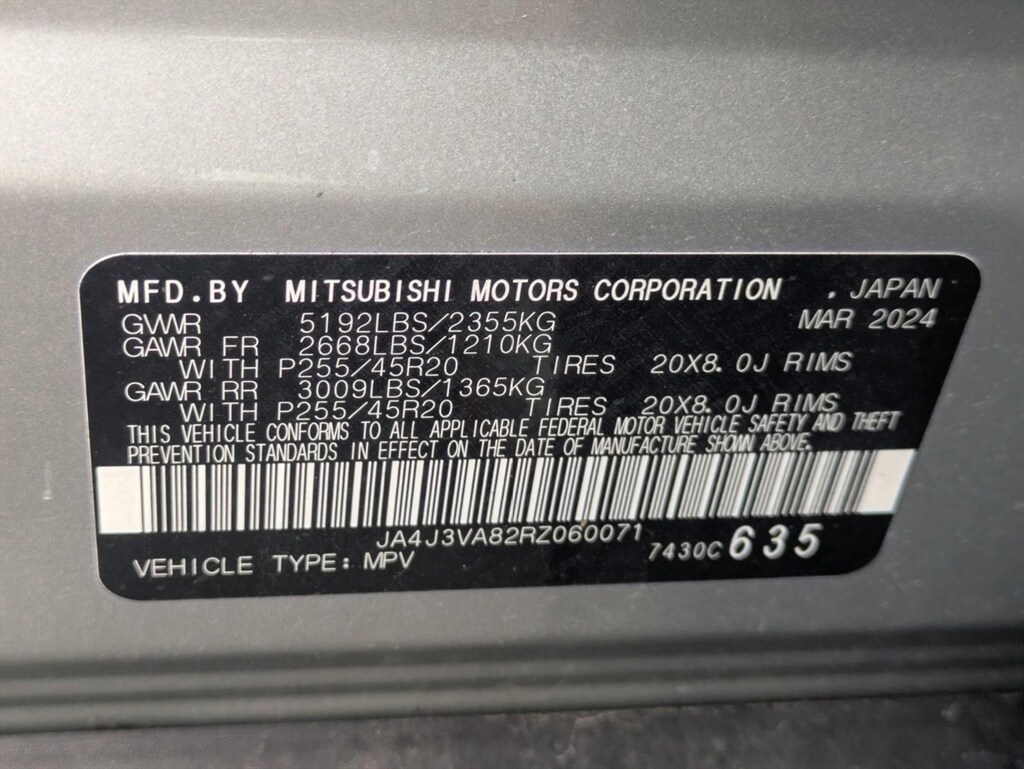 MFD.BY MITSUBISHI MOTORS CORPORATION , JAPAN
GVWR 5192LBS/2355KG MAR 2024
GAWR FR 2668LBS/1210KG
WITH P255/45R20 TIRES 20X8.0J RIMS
GAWR RR 3009LBS/1365KG
WITH P255/45R20 TIRES 20X8.0J RIMS
THIS VEHICLE CONFORMS TO ALL APPLICABLE FEDERAL MOTOR VEHICLE SAFETY AND THEFT
PREVENTION STANDARDS IN EFFECT ON THE DATE OF MANUFACTURE SHOWN ABOVE.
JA4J3VA82RZ060071
VEHICLE TYPE: MPV 7430C 635